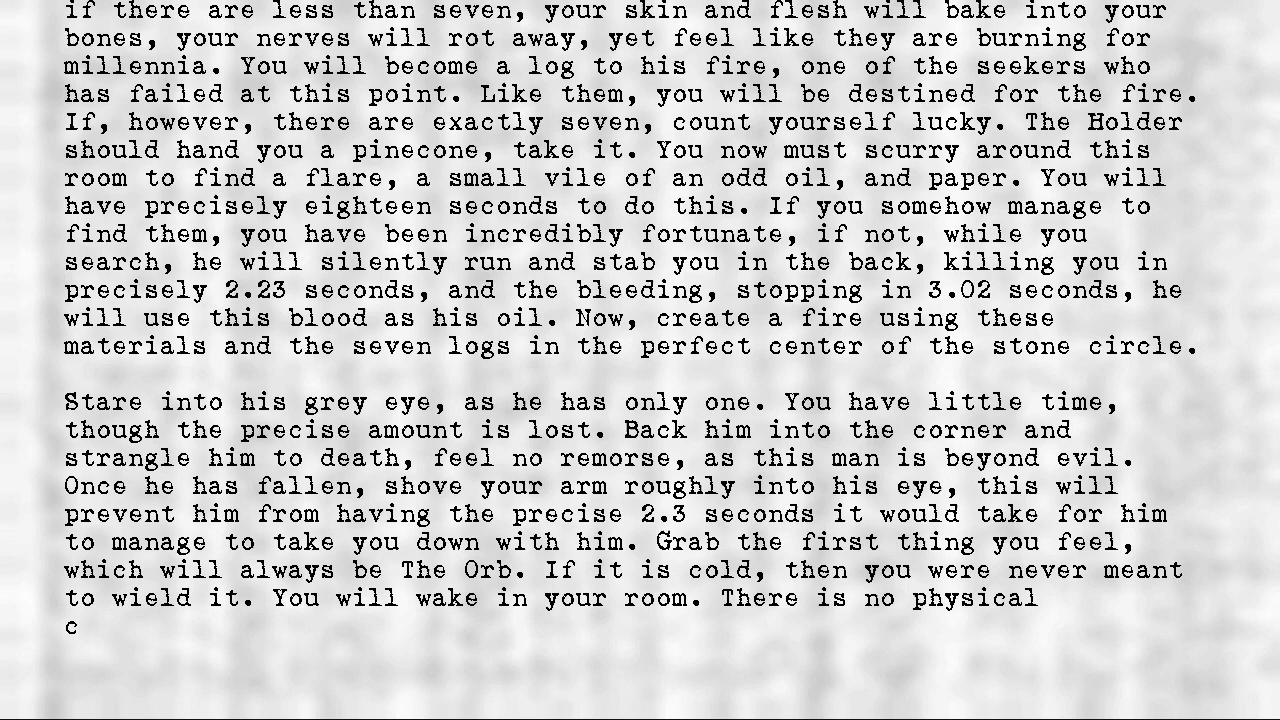 if there are less than seven, your skin and flesh will bake into your
bones, your nerves will rot away, yet feel like they are burning for
millennia. You will become a log to his fire, one of the seekers who
has failed at this point. Like them, you will be destined for the fire.
If, however, there are exactly seven, count yourself lucky. The Holder
should hand you a pinecone, take it. You now must scurry around this
room to find a flare, a small vile of an odd oil, and paper. You will
have precisely eighteen seconds to do this. If you somehow manage to
find them, you have been incredibly fortunate, if not, while you
search, he will silently run and stab you in the back, killing you in
precisely 2.23 seconds, and the bleeding, stopping in 3.02 seconds, he
will use this blood as his oil. Now, create a fire using these
materials and the seven logs in the perfect center of the stone circle.
Stare into his grey eye, as he has only one. You have little time,
though the precise amount is lost. Back him into the corner and
strangle him to death, feel no remorse, as this man is beyond evil.
Once he has fallen, shove your arm roughly into his eye, this will
prevent him from having the precise 2.3 seconds it would take for him
to manage to take you down with him. Grab the first thing you feel,
which will always be The Orb. If it is cold, then you were never meant
to wield it. You will wake in your room. There is no physical
c